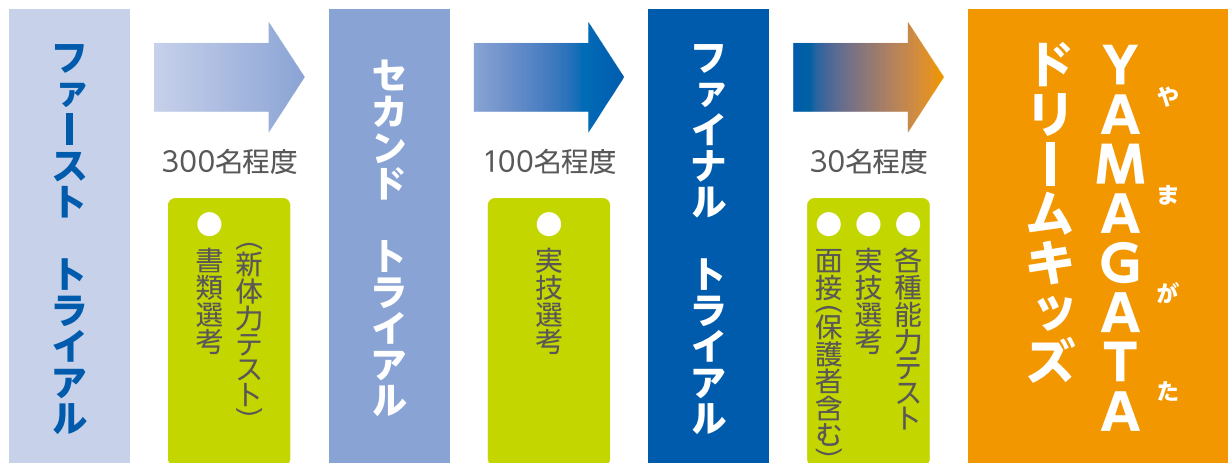 ファースト トライアル
300名程度
書類選考
(新体力テスト)
セカンド トライアル
100名程度
実技選考
ファイナル トライアル
30名程度
各種能力テスト
実技選考
面接(保護者含む)
YAMAGATA
やまがた
ドリームキッズ